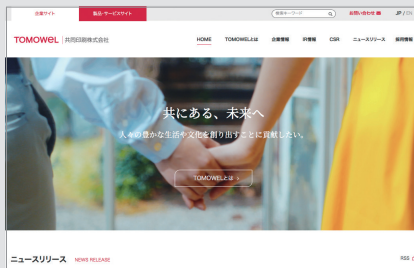 企業サイト
製品・サービスサイト
検索キーワード
お問い合わせ
JP / EN
TOMOWEL 共同印刷株式会社
HOME
TOMOWELとは
企業情報
IR情報
CSR
ニュースリリース
採用情報
共にある、未来へ
人々の豊かな生活や文化を創り出すことに貢献したい。
TOMOWELとは >
ニュースリリース NEWS RELEASE
RSS